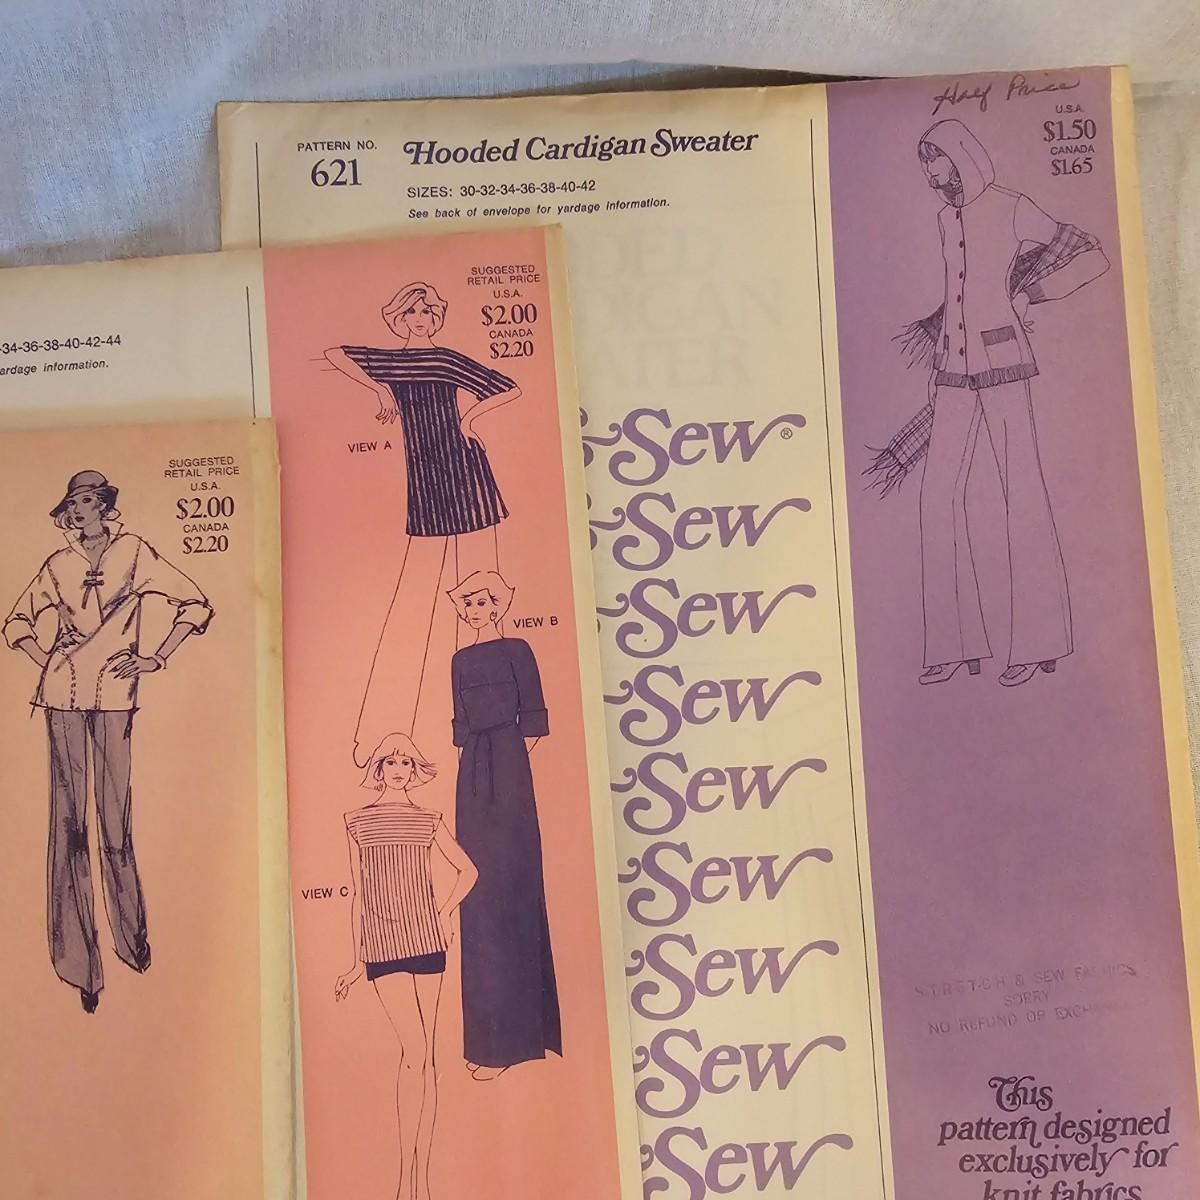 PATTERN NO.
621
Hooded Cardigan Sweater
SIZES: 30-32-34-36-38-40-42
See back of envelope for yardage information.
Half Price
U.S.A.
$1.50
CANADA
$1.65
& Sew®
& Sew
Sew
Sew
Sew
Sew
Sew
Sew
Sew
STRETCH & SEW FABRICS
SORRY
NO REFUND OR
This
pattern designed
exclusively for
knit fabrics
SUGGESTED
RETAIL PRICE
U.S.A.
$2.00
CANADA
$2.20
VIEW A
VIEW B
VIEW C
-34-36-38-40-42-44
ardage information.
SUGGESTED
RETAIL PRICE
U.S.A.
$2.00
CANADA
$2.20